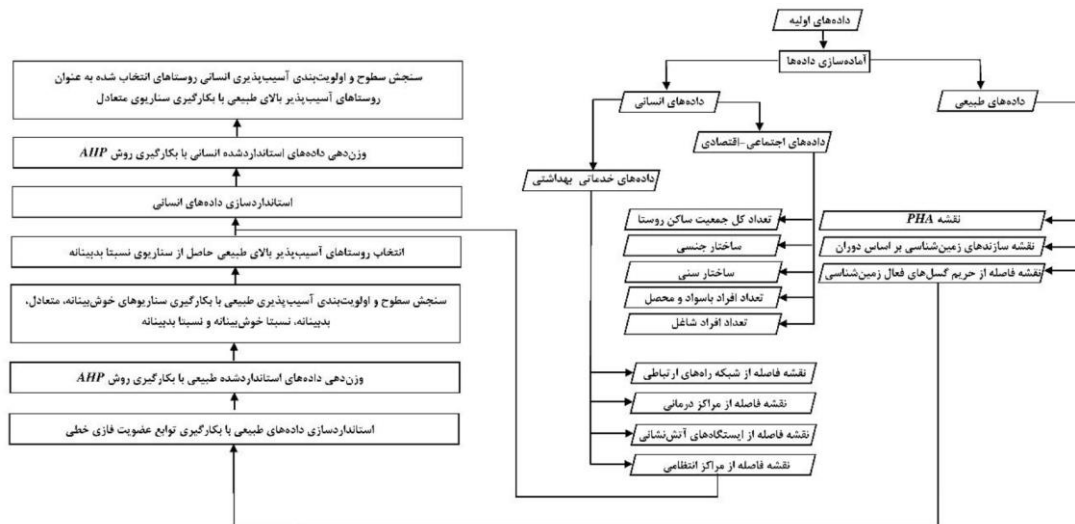 داده‌های اولیه
آماده‌سازی داده‌ها
داده‌های طبیعی
داده‌های انسانی
داده‌های اجتماعی-اقتصادی
داده‌های خدماتی بهداشتی
نقشه PHA
نقشه سازندهای زمین‌شناسی بر اساس دوران
نقشه فاصله از حریم گسل‌های فعال زمین‌شناسی
تعداد کل جمعیت ساکن روستا
ساختار جنسی
ساختار سنی
تعداد افراد باسواد و محصل
تعداد افراد شاغل
نقشه فاصله از شبکه راه‌های ارتباطی
نقشه فاصله از مراکز درمانی
نقشه فاصله از ایستگاه‌های آتش‌نشانی
نقشه فاصله از مراکز انتظامی
سنجش سطوح و اولویت‌بندی آسیب‌پذیری انسانی روستاهای انتخاب شده به عنوان
روستاهای آسیب‌پذیر بالای طبیعی با بکارگیری سناریوی متعادل
وزن‌دهی داده‌های استانداردشده انسانی با بکارگیری روش AHP
استانداردسازی داده‌های انسانی
انتخاب روستاهای آسیب‌پذیر بالای طبیعی حاصل از سناریوی نسبتا بدبینانه
سنجش سطوح و اولویت‌بندی آسیب‌پذیری طبیعی با بکارگیری سناریوهای خوش‌بینانه، متعادل،
بدبینانه، نسبتا خوش‌بینانه و نسبتا بدبینانه
وزن‌دهی داده‌های استانداردشده طبیعی با بکارگیری روش AHP
استانداردسازی داده‌های طبیعی با بکارگیری توابع عضویت فازی خطی